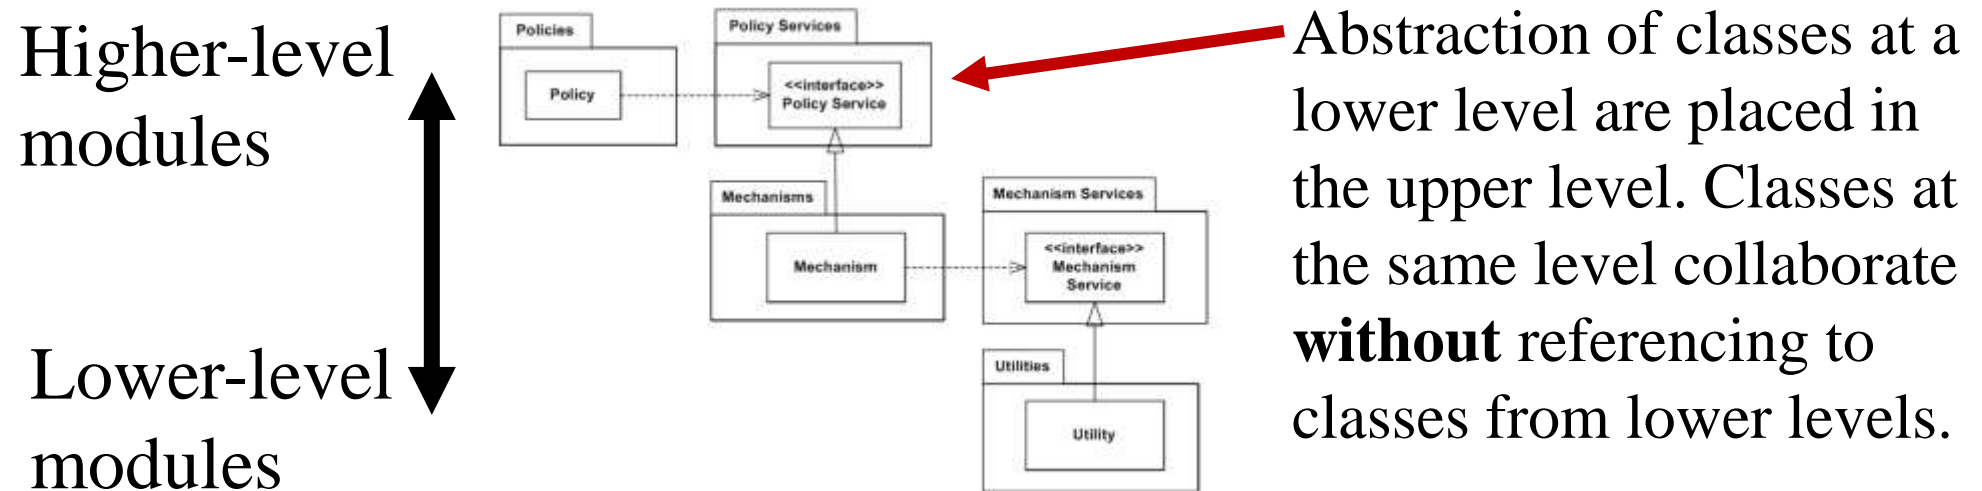 Higher-level
modules
Lower-level
modules
Policies
Policy
Policy Services
<<interface>>
Policy Service
Mechanisms
Mechanism
Mechanism Services
<<interface>>
Mechanism
Service
Utilities
Utility
Abstraction of classes at a
lower level are placed in
the upper level. Classes at
the same level collaborate
without referencing to
classes from lower levels.